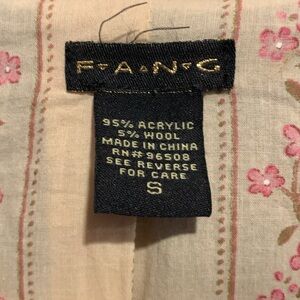 F▾A▾N▾G
95% ACRYLIC
5% WOOL
MADE IN CHINA
RN#96508
SEE REVERSE
FOR CARE
S